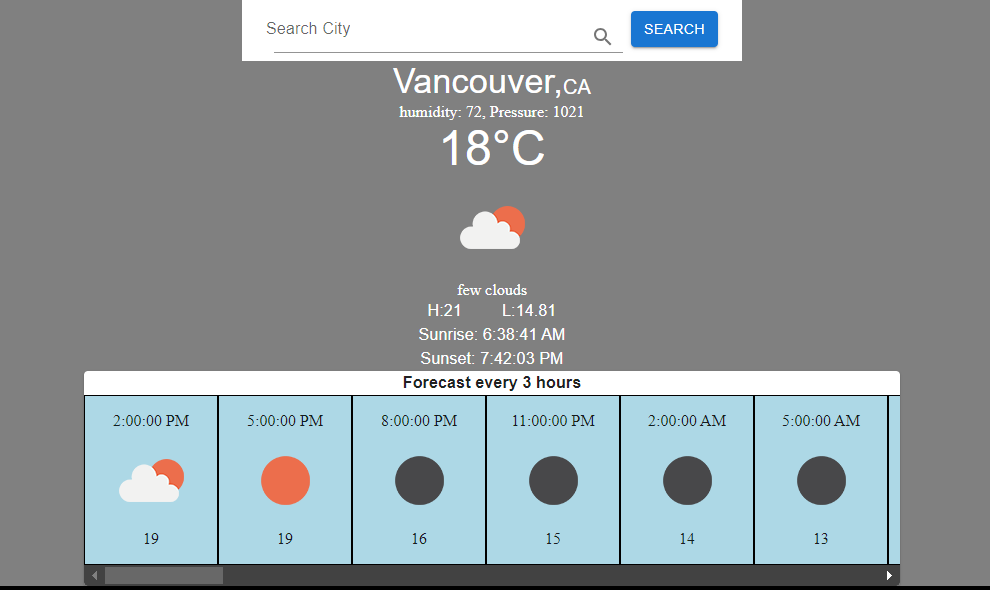 Search City SEARCH
Vancouver,CA
humidity: 72, Pressure: 1021
18°C
few clouds
H:21 L:14.81
Sunrise: 6:38:41 AM
Sunset: 7:42:03 PM
Forecast every 3 hours
2:00:00 PM 5:00:00 PM 8:00:00 PM 11:00:00 PM 2:00:00 AM 5:00:00 AM
19 19 16 15 14 13